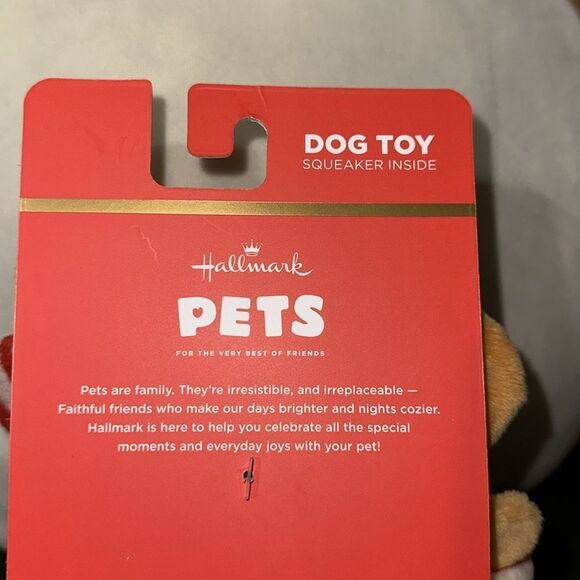 DOG TOY
SQUEAKER INSIDE
Hallmark
PETS
FOR THE VERY BEST OF FRIENDS
Pets are family. They're irresistible, and irreplaceable —
Faithful friends who make our days brighter and nights cozier.
Hallmark is here to help you celebrate all the special
moments and everyday joys with your pet!